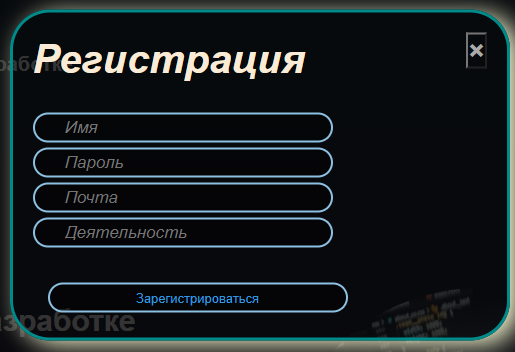 Регистрация
×
Имя
Пароль
Почта
Деятельность
Зарегистрироваться